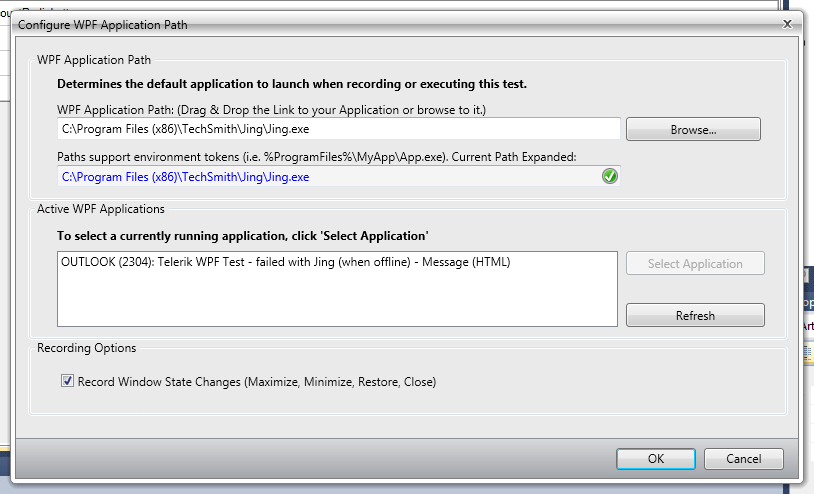 Configure WPF Application Path
WPF Application Path
Determines the default application to launch when recording or executing this test.
WPF Application Path: (Drag & Drop the Link to your Application or browse to it.)
C:\Program Files (x86)\TechSmith\Jing\Jing.exe
Browse...
Paths support environment tokens (i.e. %ProgramFiles%\MyApp\App.exe). Current Path Expanded:
C:\Program Files (x86)\TechSmith\Jing\Jing.exe
Active WPF Applications
To select a currently running application, click 'Select Application'
OUTLOOK (2304): Telerik WPF Test - failed with Jing (when offline) - Message (HTML)
Select Application
Refresh
Recording Options
Record Window State Changes (Maximize, Minimize, Restore, Close)
OK
Cancel